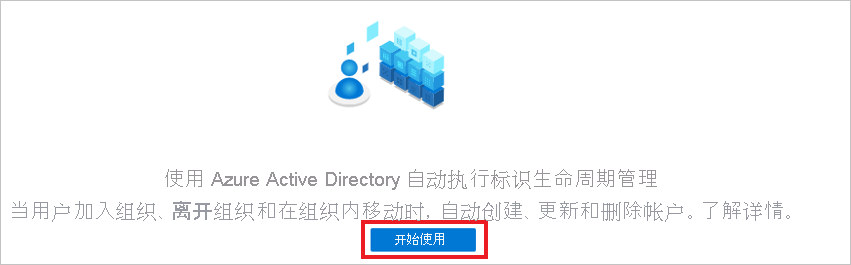 使用 Azure Active Directory 自动执行标识生命周期管理
当用户加入组织、离开组织和在组织内移动时, 自动创建、更新和删除帐户。了解详情。
开始使用